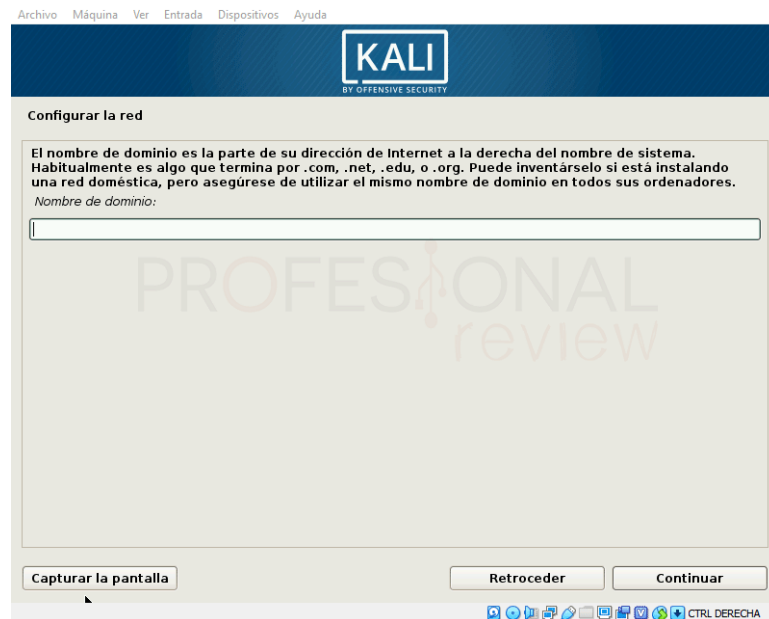 Archivo Máquina Ver Entrada Dispositivos Ayuda
KALI
BY OFFENSIVE SECURITY
Configurar la red
El nombre de dominio es la parte de su dirección de Internet a la derecha del nombre de sistema.
Habitualmente es algo que termina por .com, .net, .edu, o .org. Puede inventárselo si está instalando
una red doméstica, pero asegúrese de utilizar el mismo nombre de dominio en todos sus ordenadores.
Nombre de dominio:
PROFESIONAL
review
Capturar la pantalla
Retroceder
Continuar
CTRL DERECHA